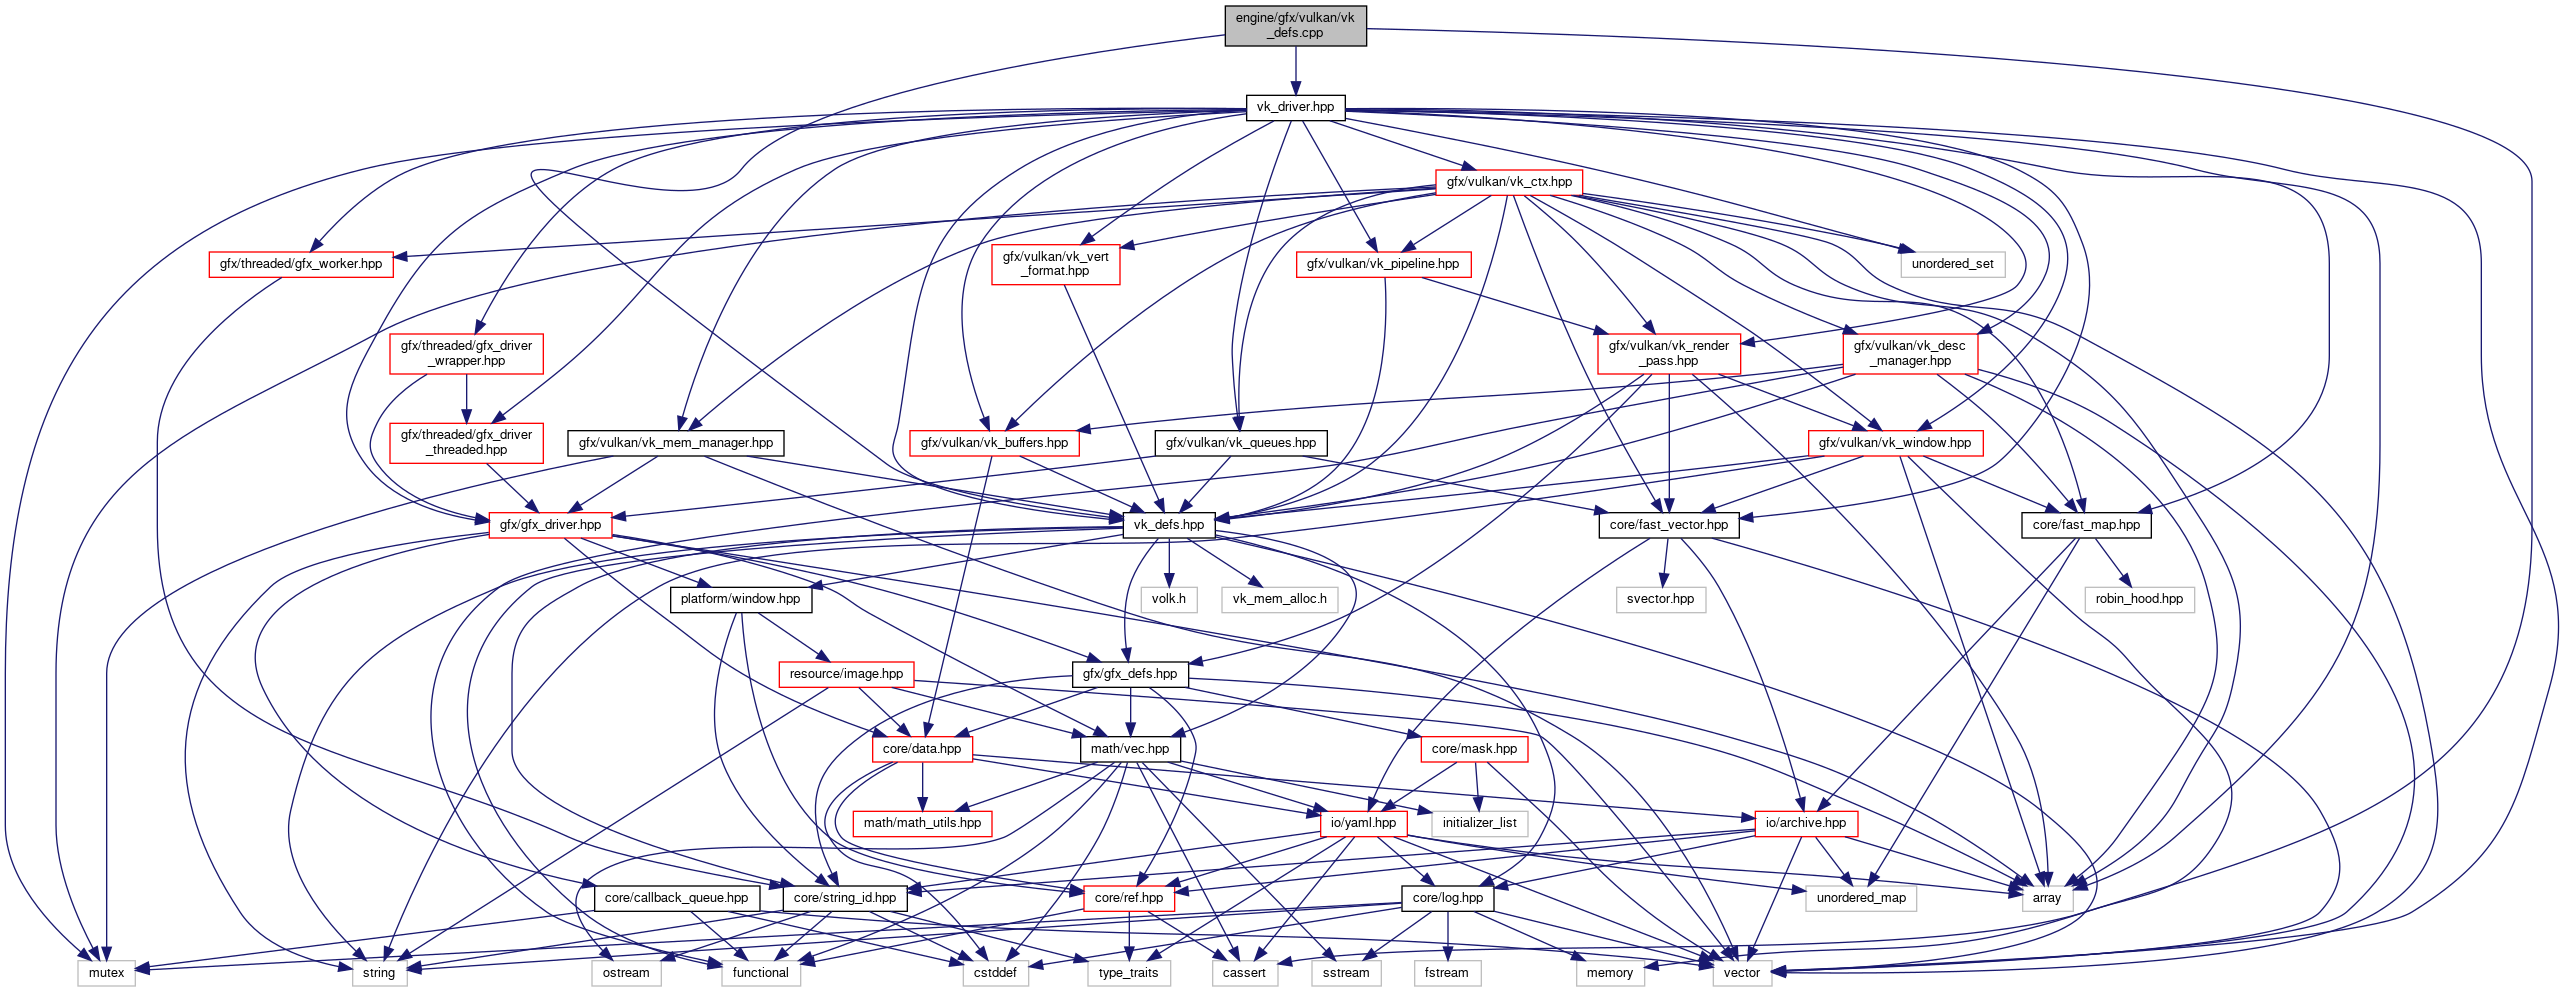 engine/gfx/vulkan/vk
_defs.cpp
vk_driver.hpp
gfx/vulkan/vk_ctx.hpp
gfx/threaded/gfx_worker.hpp
gfx/vulkan/vk_vert
_format.hpp
gfx/vulkan/vk_pipeline.hpp
unordered_set
gfx/threaded/gfx_driver
_wrapper.hpp
gfx/vulkan/vk_render
_pass.hpp
gfx/vulkan/vk_desc
_manager.hpp
gfx/threaded/gfx_driver
_threaded.hpp
gfx/vulkan/vk_mem_manager.hpp
gfx/vulkan/vk_buffers.hpp
gfx/vulkan/vk_queues.hpp
gfx/vulkan/vk_window.hpp
gfx/gfx_driver.hpp
vk_defs.hpp
core/fast_vector.hpp
core/fast_map.hpp
platform/window.hpp
volk.h
vk_mem_alloc.h
svector.hpp
robin_hood.hpp
resource/image.hpp
gfx/gfx_defs.hpp
core/data.hpp
math/vec.hpp
core/mask.hpp
math/math_utils.hpp
io/yaml.hpp
initializer_list
io/archive.hpp
core/callback_queue.hpp
core/string_id.hpp
core/ref.hpp
core/log.hpp
unordered_map
array
mutex
string
ostream
functional
cstddef
type_traits
cassert
sstream
fstream
memory
vector